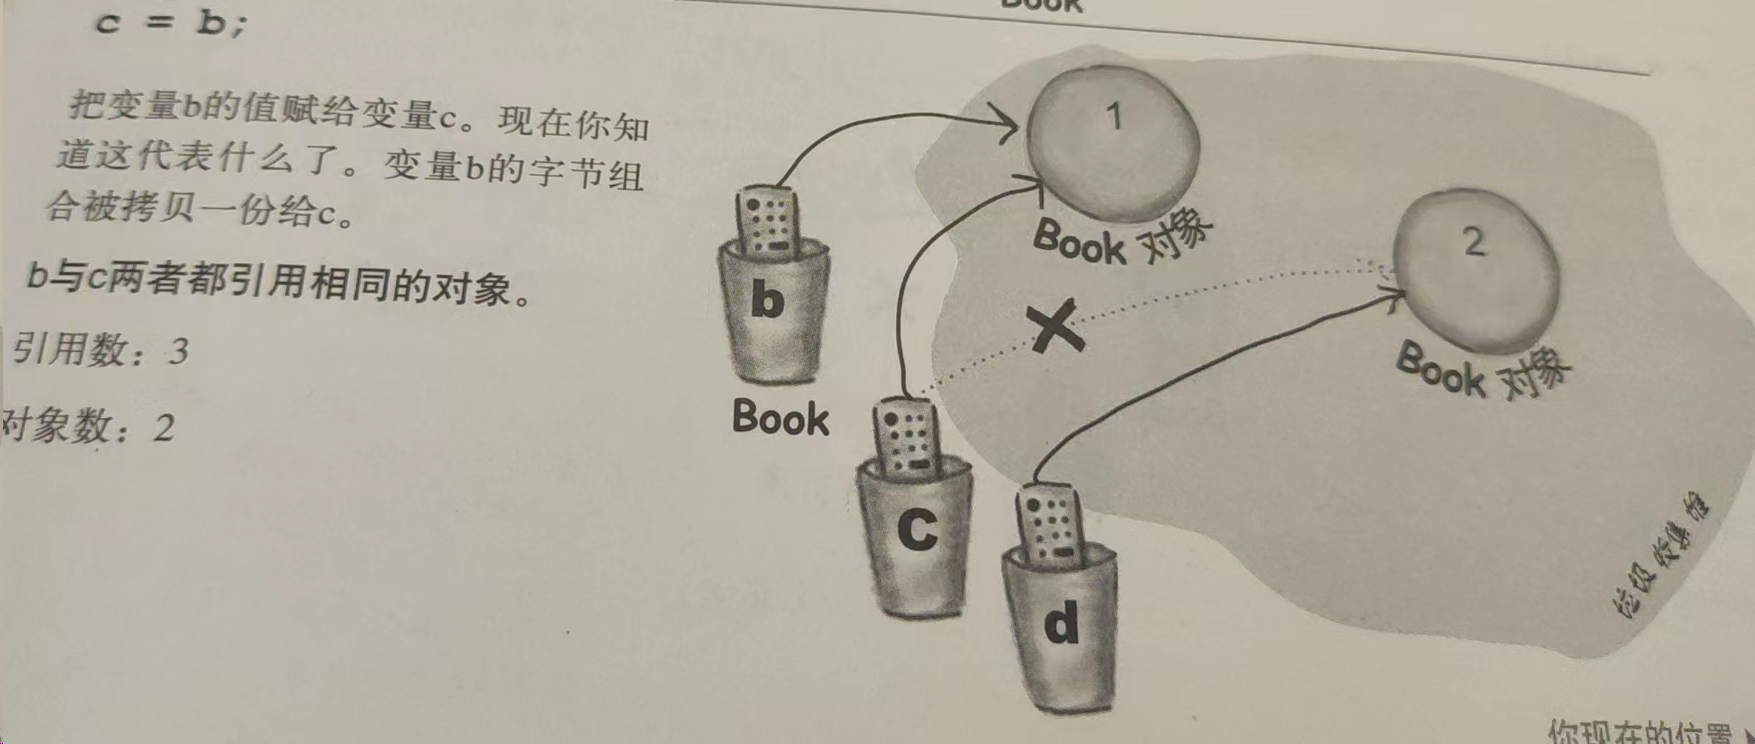 Book
c = b;
把变量b的值赋给变量c。现在你知
道这代表什么了。变量b的字节组
合被拷贝一份给c。
b与c两者都引用相同的对象。
引用数：3
对象数：2
1
Book 对象
2
Book 对象
b
Book
c
d
垃圾收集堆
你现在的位置